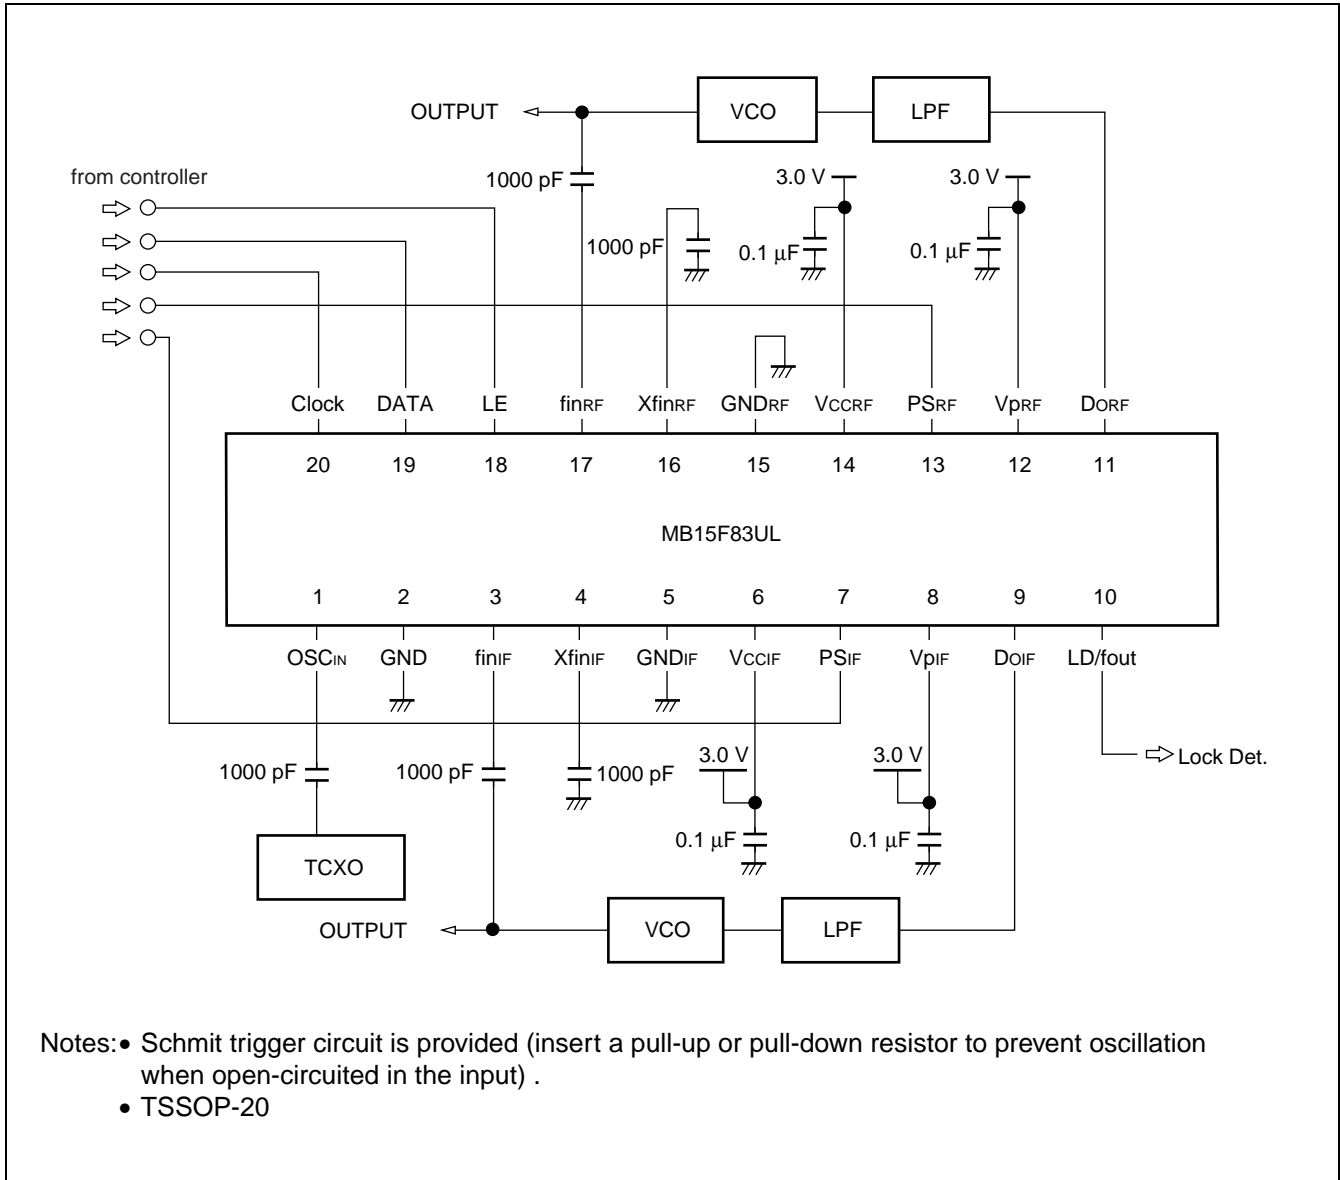 OUTPUT
VCO
LPF
from controller
1000 pF
3.0 V
3.0 V
1000 pF
0.1 µF
0.1 µF
Clock DATA LE finRF XfinRF GNDRF VCCRF PSRF VpRF DORF
20 19 18 17 16 15 14 13 12 11
MB15F83UL
1 2 3 4 5 6 7 8 9 10
OSCIN GND finIF XfinIF GNDIF VCCIF PSIF VpIF DOIF LD/fout
3.0 V
3.0 V
Lock Det.
1000 pF
1000 pF
1000 pF
0.1 µF
0.1 µF
TCXO
OUTPUT
VCO
LPF
Notes:• Schmit trigger circuit is provided (insert a pull-up or pull-down resistor to prevent oscillation
when open-circuited in the input) .
• TSSOP-20